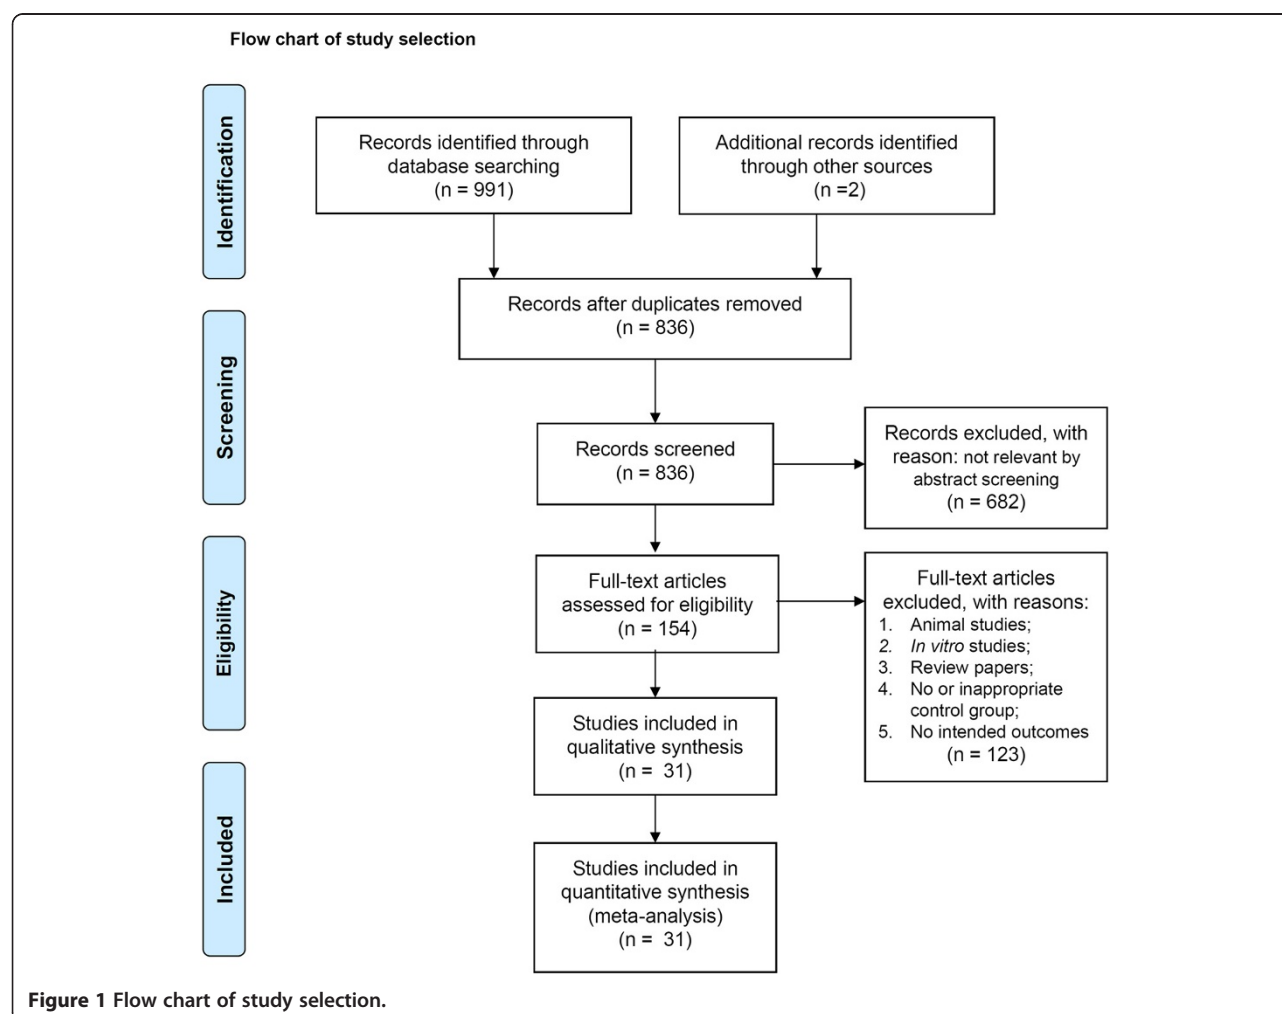 Flow chart of study selection
Identification
Records identified through
database searching
(n = 991)
Additional records identified
through other sources
(n =2)
Records after duplicates removed
(n = 836)
Screening
Records screened
(n = 836)
Records excluded, with
reason: not relevant by
abstract screening
(n = 682)
Eligibility
Full-text articles
assessed for eligibility
(n = 154)
Full-text articles
excluded, with reasons:
1. Animal studies;
2. In vitro studies;
3. Review papers;
4. No or inappropriate
control group;
5. No intended outcomes
(n = 123)
Studies included in
qualitative synthesis
(n = 31)
Included
Studies included in
quantitative synthesis
(meta-analysis)
(n = 31)
Figure 1 Flow chart of study selection.